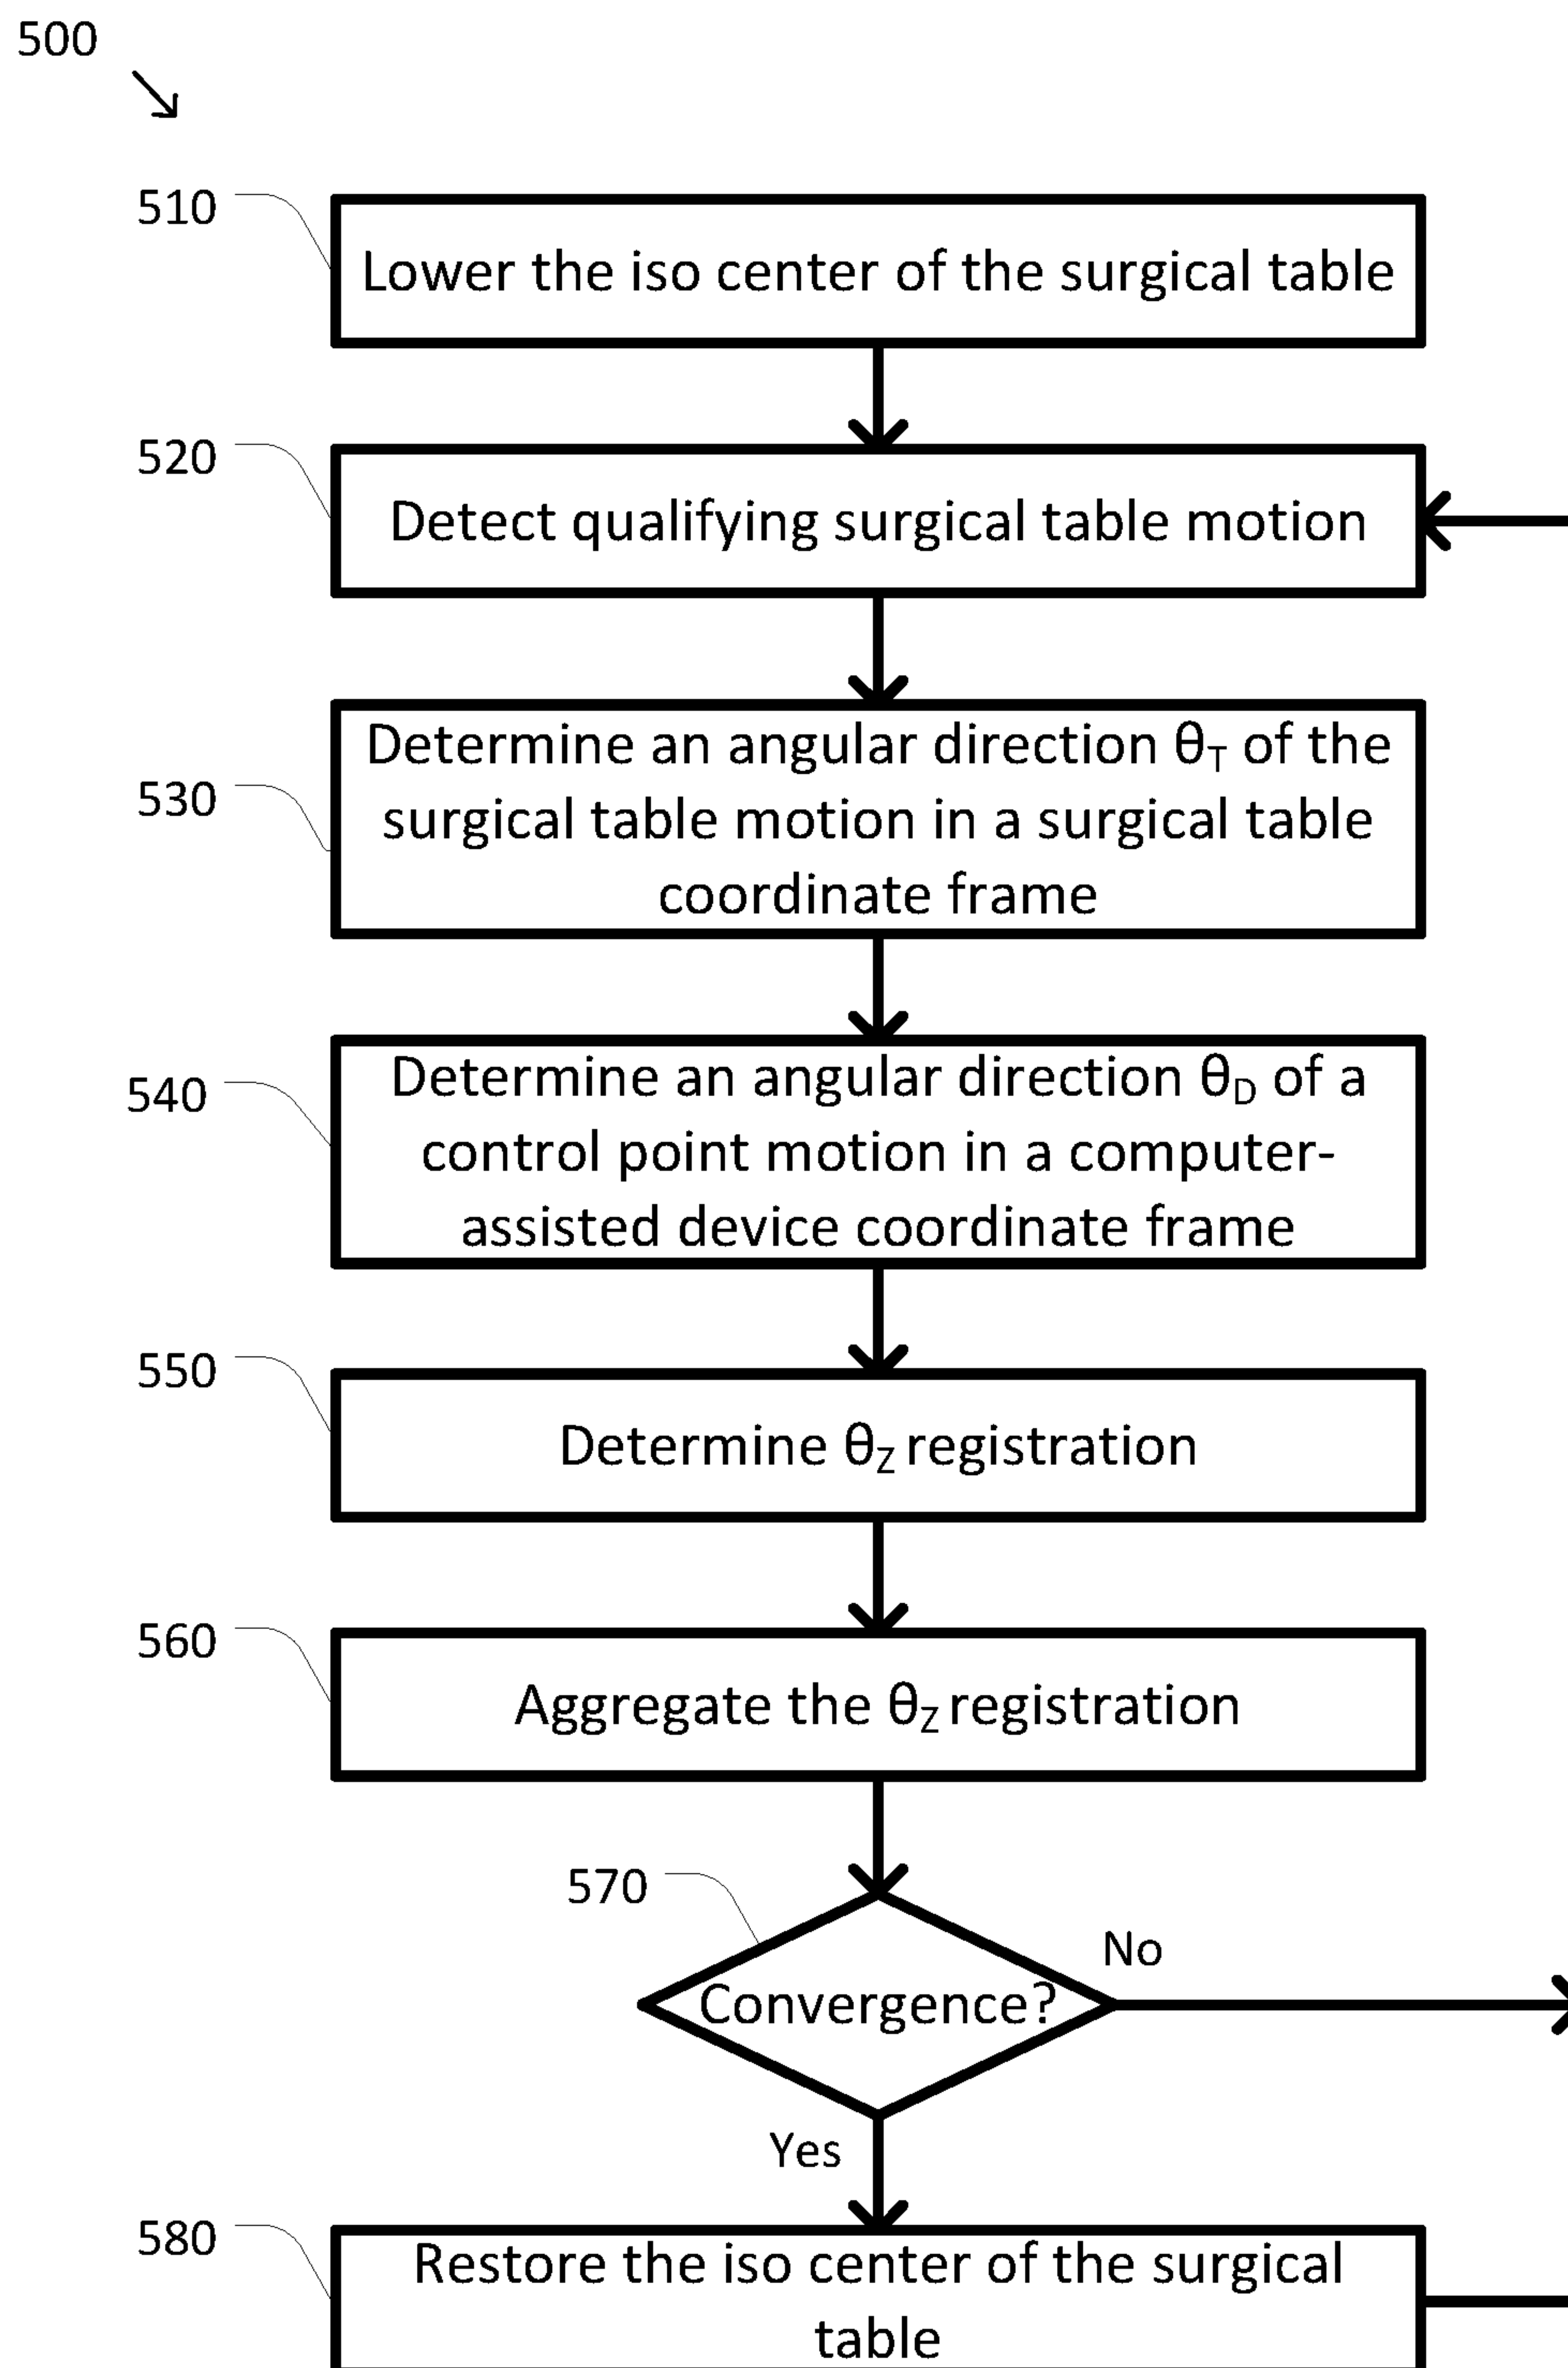 500
510
Lower the iso center of the surgical table
520
Detect qualifying surgical table motion
530
Determine an angular direction θT of the
surgical table motion in a surgical table
coordinate frame
540
Determine an angular direction θD of a
control point motion in a computer-
assisted device coordinate frame
550
Determine θZ registration
560
Aggregate the θZ registration
570
Convergence?
No
Yes
580
Restore the iso center of the surgical
table